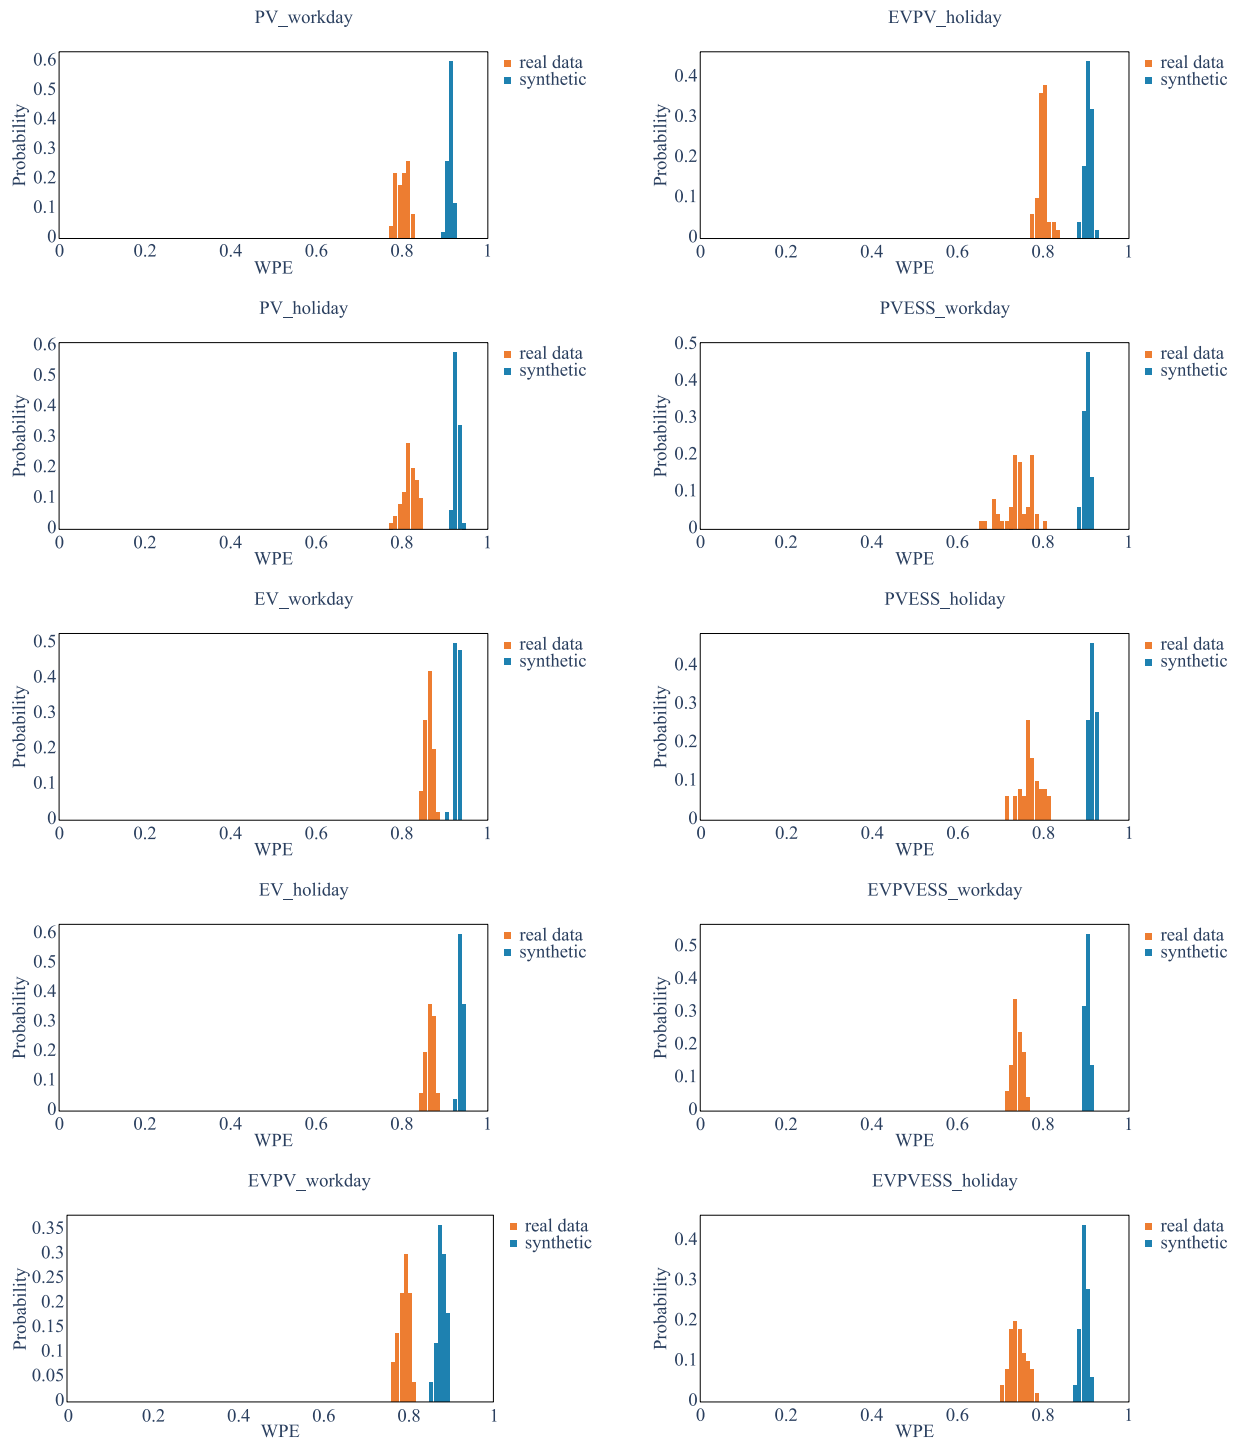 PV_workday
0.6
0.5
0.4
0.3
0.2
0.1
0
Probability
0 0.2 0.4 0.6 0.8 1
WPE
real data
synthetic
EVPV_holiday
0.4
0.3
0.2
0.1
0
Probability
0 0.2 0.4 0.6 0.8 1
WPE
real data
synthetic
PV_holiday
0.6
0.5
0.4
0.3
0.2
0.1
0
Probability
0 0.2 0.4 0.6 0.8 1
WPE
real data
synthetic
PVESS_workday
0.5
0.4
0.3
0.2
0.1
0
Probability
0 0.2 0.4 0.6 0.8 1
WPE
real data
synthetic
EV_workday
0.5
0.4
0.3
0.2
0.1
0
Probability
0 0.2 0.4 0.6 0.8 1
WPE
real data
synthetic
PVESS_holiday
0.4
0.3
0.2
0.1
0
Probability
0 0.2 0.4 0.6 0.8 1
WPE
real data
synthetic
EV_holiday
0.6
0.5
0.4
0.3
0.2
0.1
0
Probability
0 0.2 0.4 0.6 0.8 1
WPE
real data
synthetic
EVPVESS_workday
0.5
0.4
0.3
0.2
0.1
0
Probability
0 0.2 0.4 0.6 0.8 1
WPE
real data
synthetic
EVPV_workday
0.35
0.3
0.25
0.2
0.15
0.1
0.05
0
Probability
0 0.2 0.4 0.6 0.8 1
WPE
real data
synthetic
EVPVESS_holiday
0.4
0.3
0.2
0.1
0
Probability
0 0.2 0.4 0.6 0.8 1
WPE
real data
synthetic